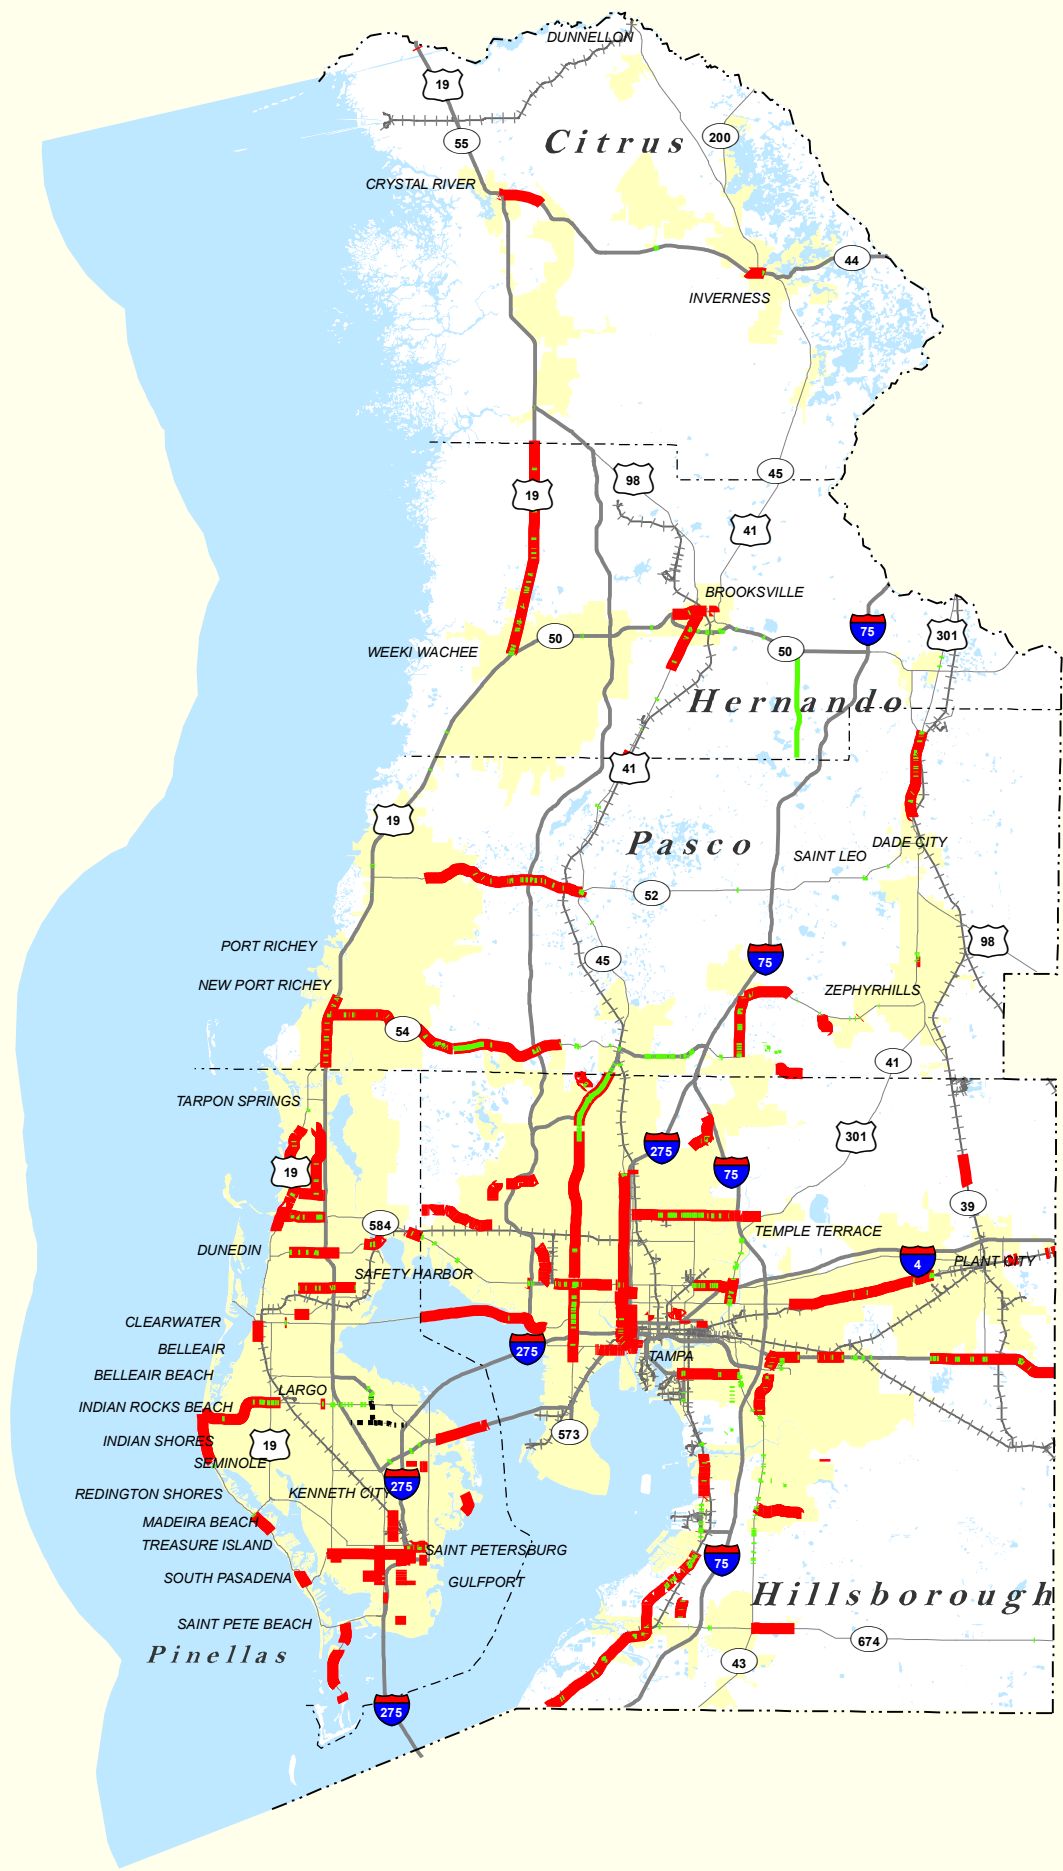 DUNNELLON
19
200
55
Citrus
CRYSTAL RIVER
44
INVERNESS
45
98
19
41
BROOKSVILLE
75
301
50
50
WEEKI WACHEE
Hernando
41
19
Pasco
DADE CITY
SAINT LEO
52
PORT RICHEY
98
45
75
NEW PORT RICHEY
ZEPHYRHILLS
54
41
TARPON SPRINGS
301
275
75
19
39
584
TEMPLE TERRACE
DUNEDIN
4
PLANT CITY
SAFETY HARBOR
CLEARWATER
275
BELLEAIR
TAMPA
BELLEAIR BEACH
LARGO
INDIAN ROCKS BEACH
573
INDIAN SHORES
19
SEMINOLE
275
KENNETH CITY
REDINGTON SHORES
MADEIRA BEACH
TREASURE ISLAND
SAINT PETERSBURG
75
SOUTH PASADENA
GULFPORT
Hillsborough
SAINT PETE BEACH
674
Pinellas
43
275